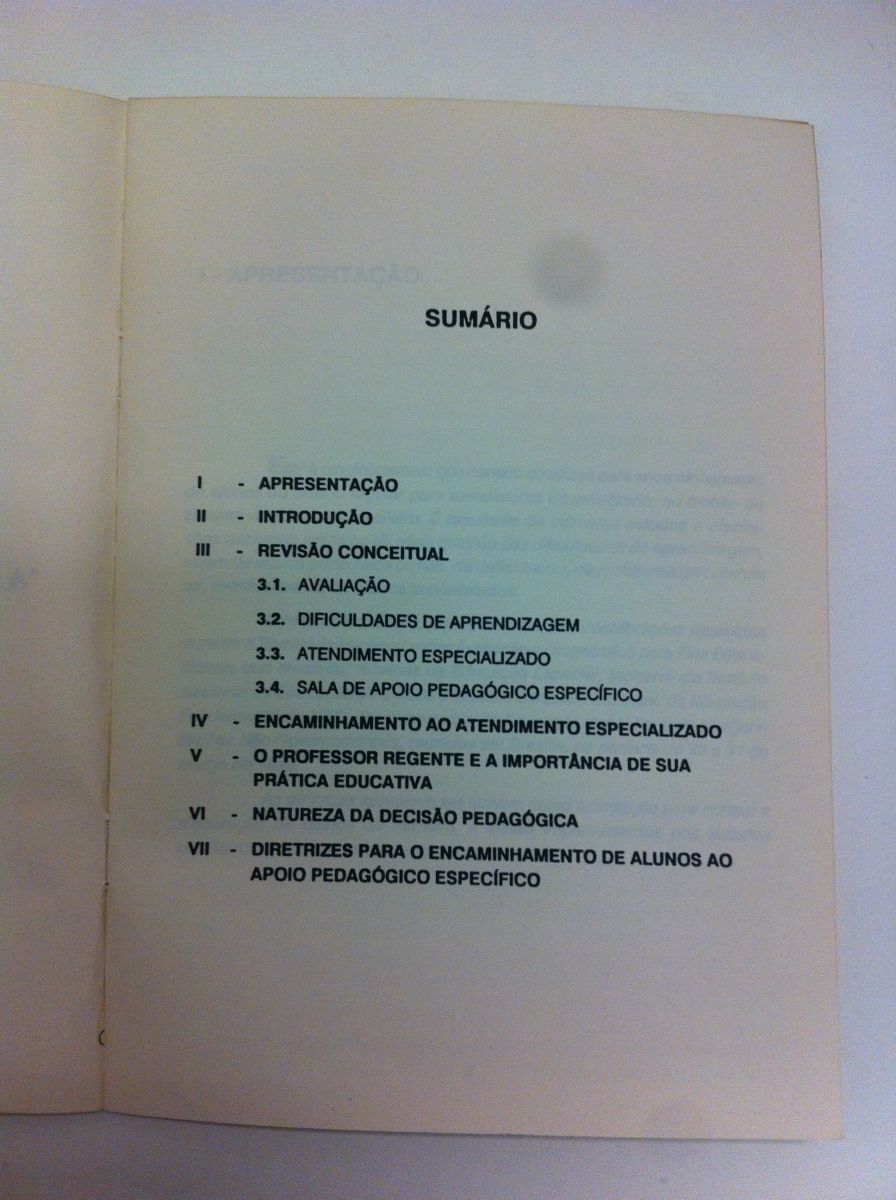 SUMÁRIO
I - APRESENTAÇÃO
II - INTRODUÇÃO
III - REVISÃO CONCEITUAL
3.1. AVALIAÇÃO
3.2. DIFICULDADES DE APRENDIZAGEM
3.3. ATENDIMENTO ESPECIALIZADO
3.4. SALA DE APOIO PEDAGÓGICO ESPECÍFICO
IV - ENCAMINHAMENTO AO ATENDIMENTO ESPECIALIZADO
V - O PROFESSOR REGENTE E A IMPORTÂNCIA DE SUA
PRÁTICA EDUCATIVA
VI - NATUREZA DA DECISÃO PEDAGÓGICA
VII - DIRETRIZES PARA O ENCAMINHAMENTO DE ALUNOS AO
APOIO PEDAGÓGICO ESPECÍFICO